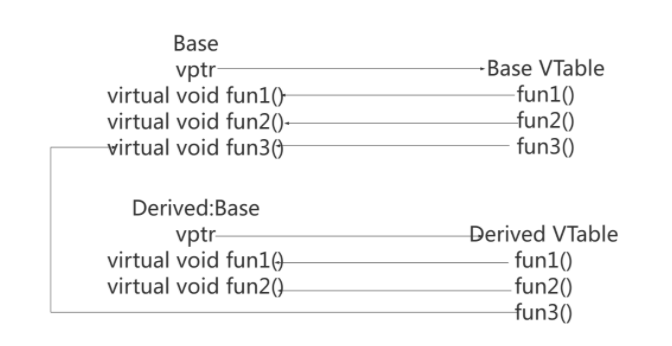 Base
vptr Base VTable
virtual void fun1() fun1()
virtual void fun2() fun2()
virtual void fun3() fun3()
Derived:Base
vptr Derived VTable
virtual void fun1() fun1()
virtual void fun2() fun2()
fun3()